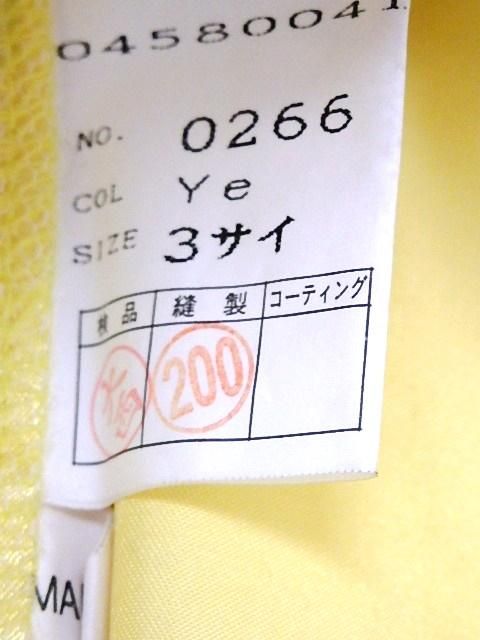 0458004
NO. 0266
COL Ye
SIZE 3サイ
検品 縫製 コーティング
200
MA